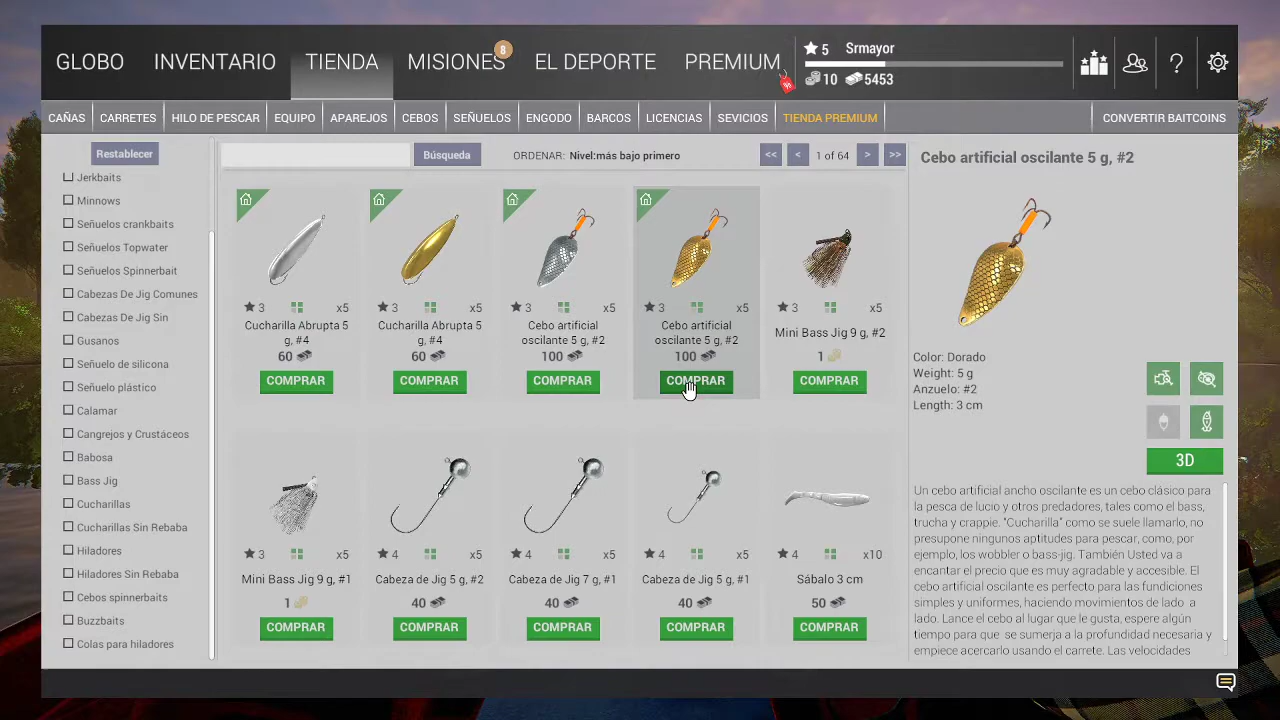 GLOBO INVENTARIO TIENDA MISIONES 8 EL DEPORTE PREMIUM
5 Srmayor
10 5453
CAÑAS CARRETES HILO DE PESCAR EQUIPO APAREJOS CEBOS SEÑUELOS ENGODO BARCOS LICENCIAS SEVICIOS TIENDA PREMIUM CONVERTIR BAITCOINS
Restablecer
Jerkbaits
Minnows
Señuelos crankbaits
Señuelos Topwater
Señuelos Spinnerbait
Cabezas De Jig Comunes
Cabezas De Jig Sin
Gusanos
Señuelo de silicona
Señuelo plástico
Calamar
Cangrejos y Crustáceos
Babosa
Bass Jig
Cucharillas
Cucharillas Sin Rebaba
Hiladores
Hiladores Sin Rebaba
Cebos spinnerbaits
Buzzbaits
Colas para hiladores
Búsqueda ORDENAR: Nivel:más bajo primero << < 1 of 64 > >>
3 x5 3 x5 3 x5 3 x5 3 x5
Cucharilla Abrupta 5 g, #4
60
COMPRAR
Cucharilla Abrupta 5 g, #4
60
COMPRAR
Cebo artificial
oscilante 5 g, #2
100
COMPRAR
Cebo artificial
oscilante 5 g, #2
100
COMPRAR
Mini Bass Jig 9 g, #2
1
COMPRAR
3 x5 4 x5 4 x5 4 x5 4 x10
Mini Bass Jig 9 g, #1 Cabeza de Jig 5 g, #2 Cabeza de Jig 7 g, #1 Cabeza de Jig 5 g, #1 Sábalo 3 cm
1 40 40 40 50
COMPRAR COMPRAR COMPRAR COMPRAR COMPRAR
Cebo artificial oscilante 5 g, #2
Color: Dorado
Weight: 5 g
Anzuelo: #2
Length: 3 cm
3D
Un cebo artificial ancho oscilante es un cebo clásico para
la pesca de lucio y otros predadores, tales como el bass,
trucha y crappie. "Cucharilla" como se suele llamarlo, no
presupone ningunos aptitudes para pescar, como, por
ejemplo, los wobbler o bass-jig. También Usted va a
encantar el precio que es muy agradable y accesible. El
cebo artificial oscilante es perfecto para las fundiciones
simples y uniformes, haciendo movimientos de lado a
lado. Lance el cebo al lugar que le gusta, espere algún
tiempo para que se sumerja a la profundidad necesaria y
empiece acercarlo usando el carrete. Las velocidades